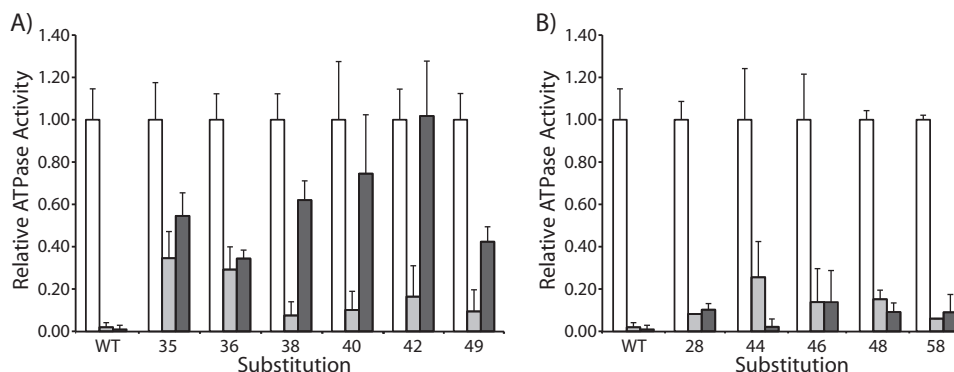 A)
Relative ATPase Activity
1.40
1.20
1.00
0.80
0.60
0.40
0.20
0.00
WT 35 36 38 40 42 49
Substitution
B)
Relative ATPase Activity
1.40
1.20
1.00
0.80
0.60
0.40
0.20
0.00
WT 28 44 46 48 58
Substitution